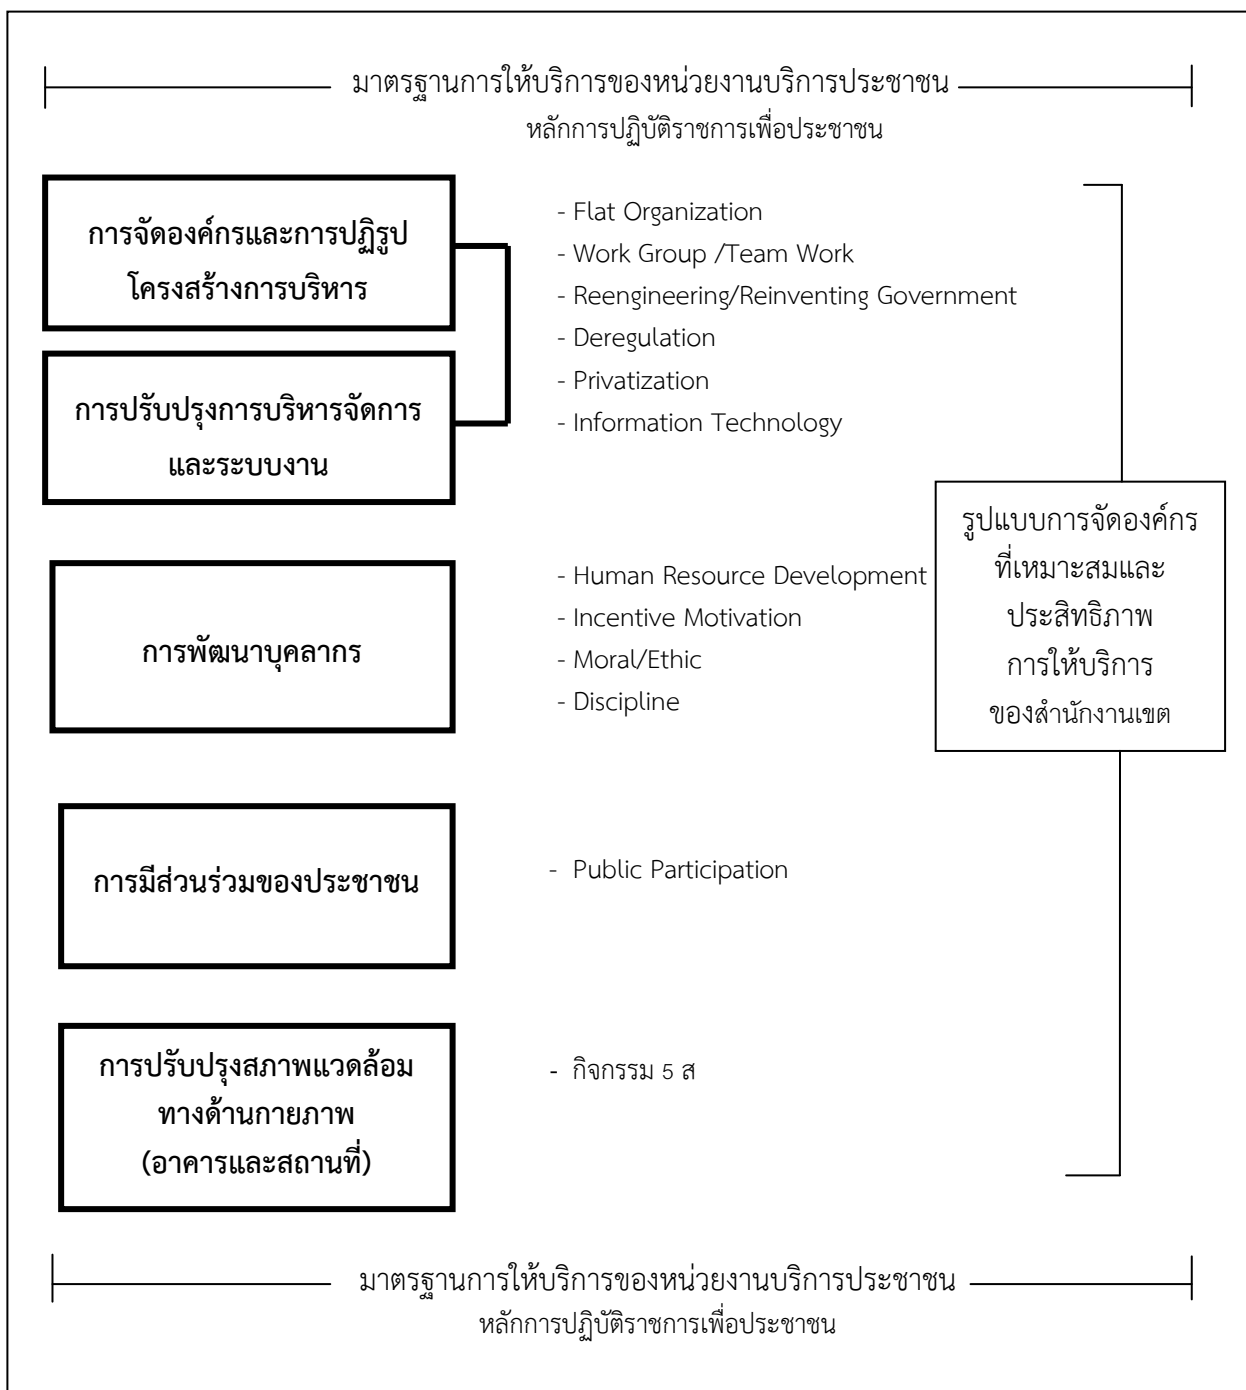 มาตรฐานการให้บริการของหน่วยงานบริการประชาชน
หลักการปฏิบัติราชการเพื่อประชาชน
การจัดองค์กรและการปฏิรูป
โครงสร้างการบริหาร
การปรับปรุงการบริหารจัดการ
และระบบงาน
- Flat Organization
- Work Group /Team Work
- Reengineering/Reinventing Government
- Deregulation
- Privatization
- Information Technology
การพัฒนาบุคลากร
- Human Resource Development
- Incentive Motivation
- Moral/Ethic
- Discipline
รูปแบบการจัดองค์กร
ที่เหมาะสมและ
ประสิทธิภาพ
การให้บริการ
ของสำนักงานเขต
การมีส่วนร่วมของประชาชน
- Public Participation
การปรับปรุงสภาพแวดล้อม
ทางด้านกายภาพ
(อาคารและสถานที่)
- กิจกรรม 5 ส
มาตรฐานการให้บริการของหน่วยงานบริการประชาชน
หลักการปฏิบัติราชการเพื่อประชาชน